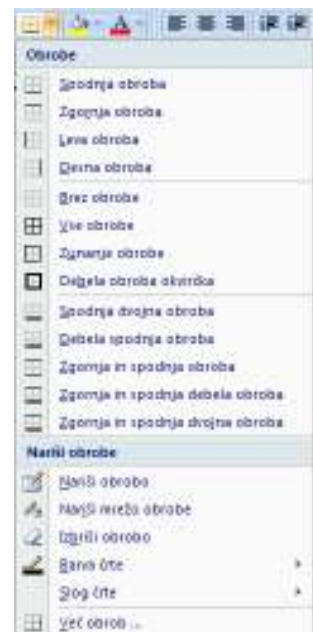 Obrobe
Spodnja obroba
Zgornja obroba
Leva obroba
Desna obroba
Brez obrobe
Vse obrobe
Zunanje obrobe
Debela obroba okvirčka
Spodnja dvojna obroba
Debela spodnja obroba
Zgornja in spodnja obroba
Zgornja in spodnja debela obroba
Zgornja in spodnja dvojna obroba
Nariši obrobe
Nariši obrobo
Nariši mrežo obrobe
Izbriši obrobo
Barva črte
Slog črte
Več obrob ...